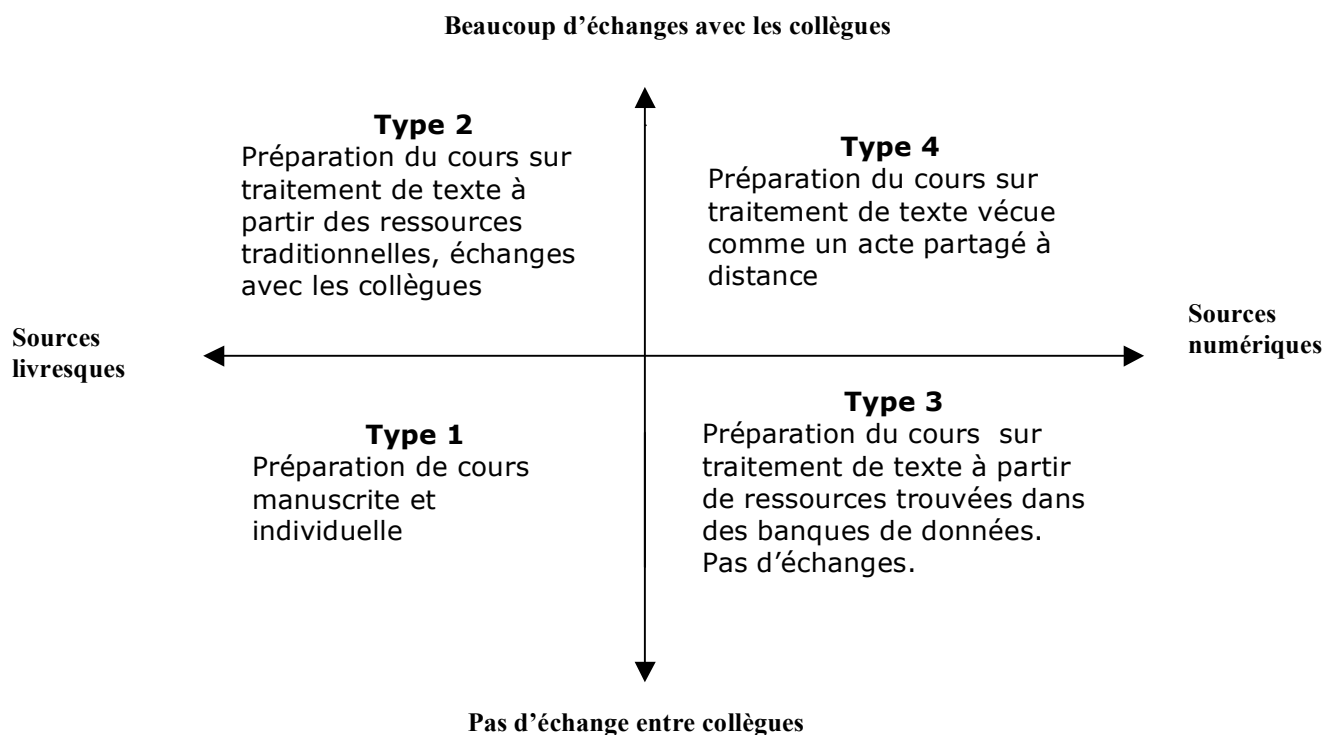 Beaucoup d’échanges avec les collègues
Type 2
Préparation du cours sur
traitement de texte à
partir des ressources
traditionnelles, échanges
avec les collègues
Type 4
Préparation du cours sur
traitement de texte vécue
comme un acte partagé à
distance
Sources
livresques
Sources
numériques
Type 1
Préparation de cours
manuscrite et
individuelle
Type 3
Préparation du cours  sur
traitement de texte à partir
de ressources trouvées dans
des banques de données.
Pas d’échanges.
Pas d’échange entre collègues